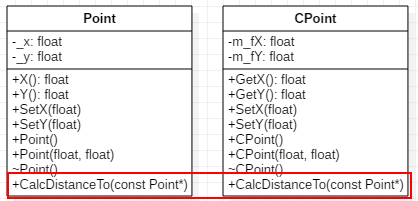 Point
-_x: float
-_y: float
+X(): float
+Y(): float
+SetX(float)
+SetY(float)
+Point()
+Point(float, float)
~Point()
+CalcDistanceTo(const Point*)
CPoint
-m_fX: float
-m_fY: float
+GetX(): float
+GetY(): float
+SetX(float)
+SetY(float)
+CPoint()
+CPoint(float, float)
~CPoint()
+CalcDistanceTo(const Point*)